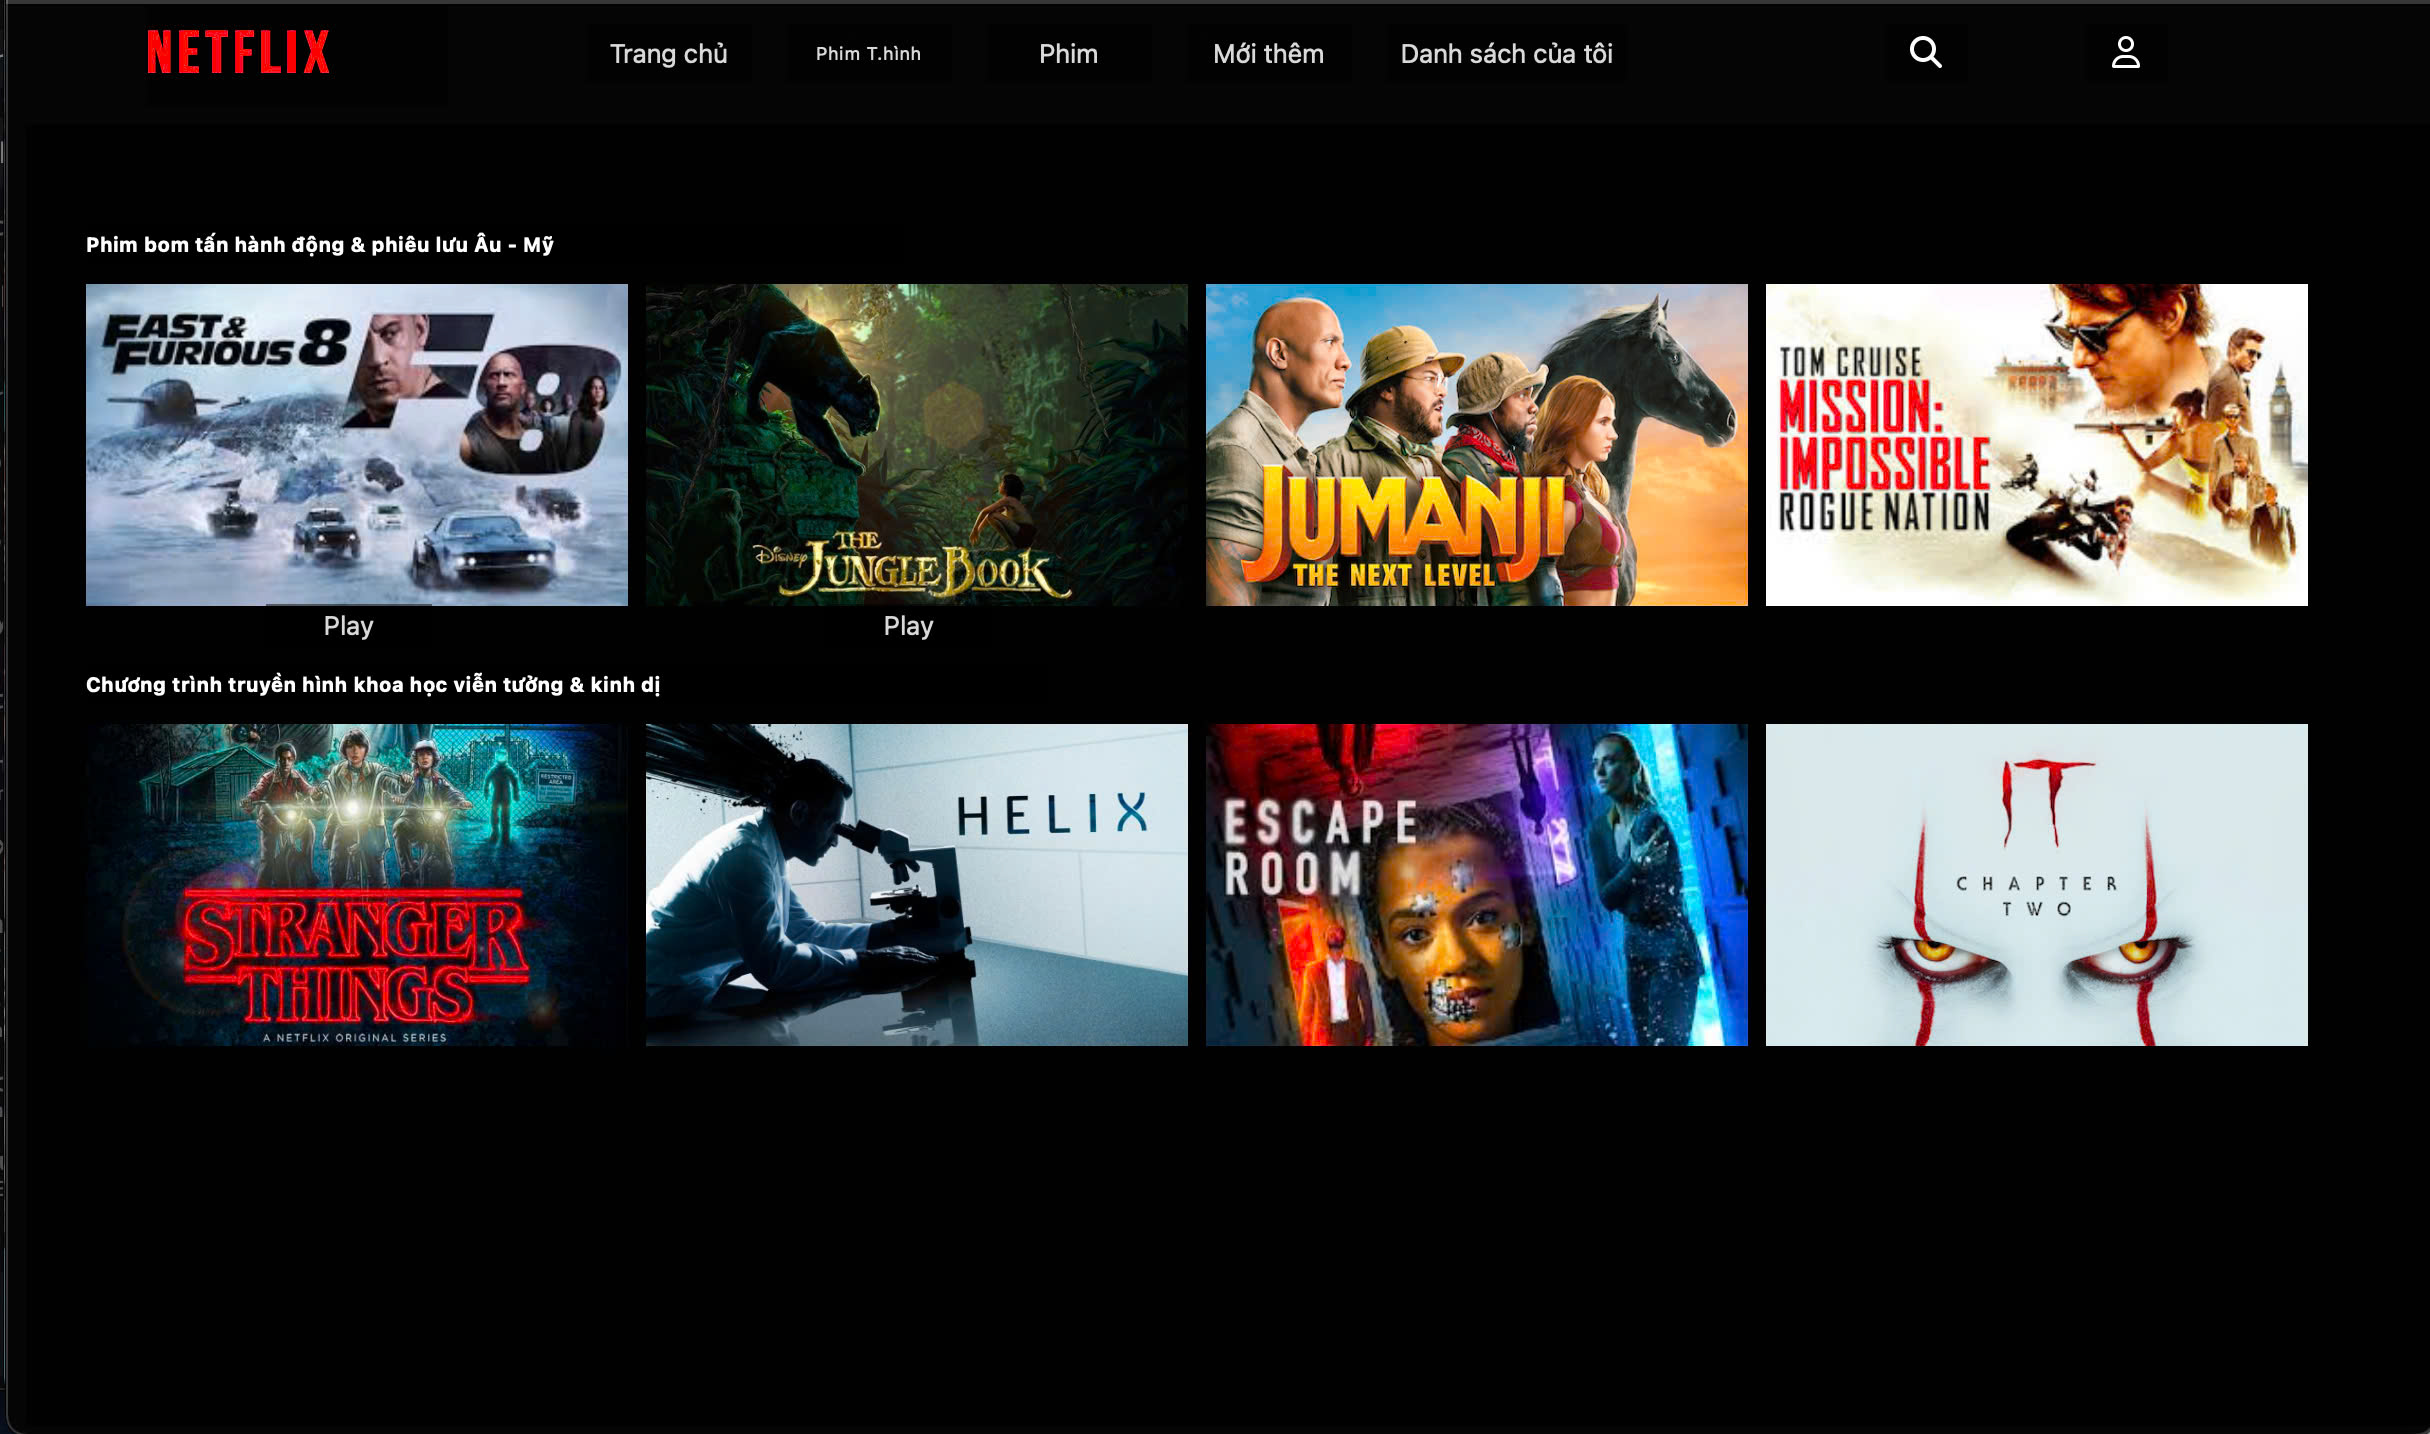 NETFLIX
Trang chủ
Phim T.hình
Phim
Mới thêm
Danh sách của tôi
Phim bom tấn hành động & phiêu lưu Âu - Mỹ
FAST &
FURIOUS 8
F8
DISNEY
THE
JUNGLE BOOK
JUMANJI
THE NEXT LEVEL
TOM CRUISE
MISSION:
IMPOSSIBLE
ROGUE NATION
Play
Play
Chương trình truyền hình khoa học viễn tưởng & kinh dị
RESTRICTED
AREA
STRANGER
THINGS
A NETFLIX ORIGINAL SERIES
HELIX
ESCAPE
ROOM
IT
CHAPTER
TWO